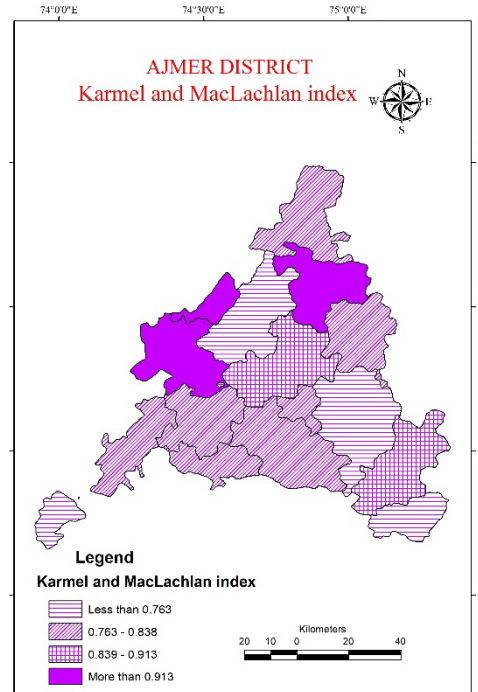 74°0'0"E 74°30'0"E 75°0'0"E
AJMER DISTRICT
Karmel and MacLachlan index
N
W E
S
Legend
Karmel and MacLachlan index
Less than 0.763
0.763 - 0.838
0.839 - 0.913
More than 0.913
Kilometers
20 10 0 20 40